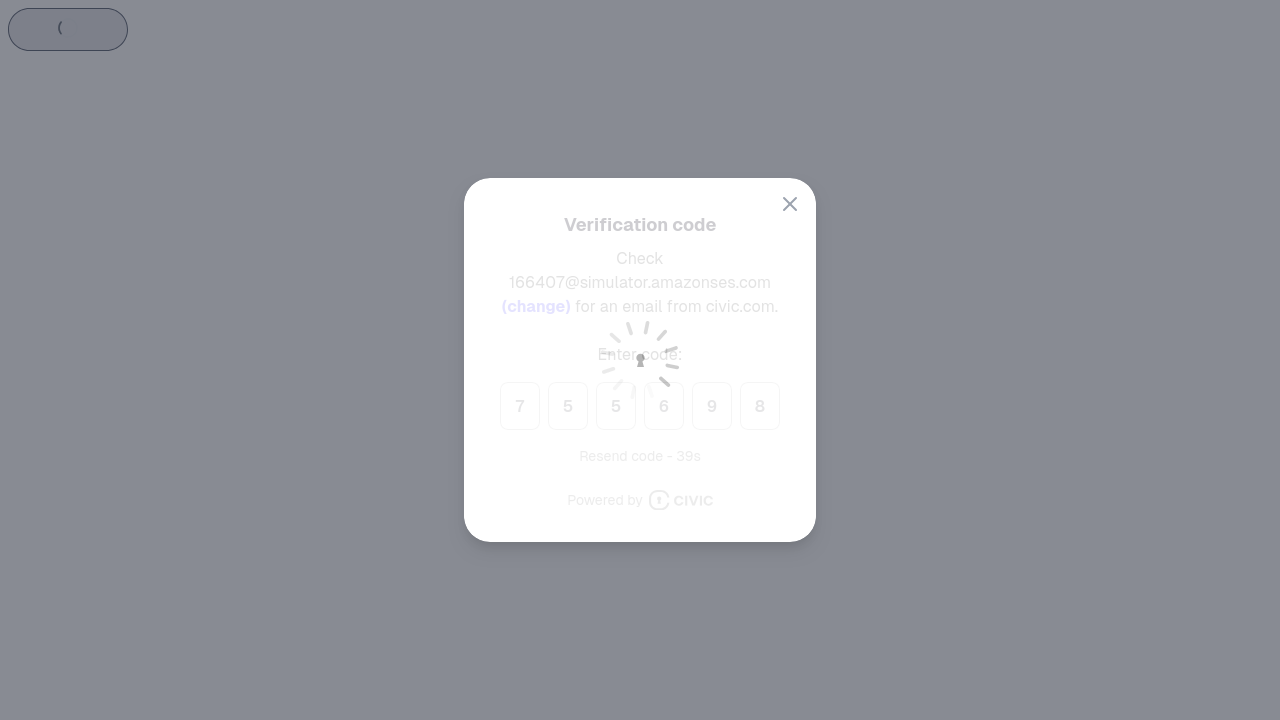 Verification code
Check
166407@simulator.amazonses.com
(change) for an email from civic.com.
Enter code:
7 5 5 6 9 8
Resend code - 39s
Powered by CIVIC